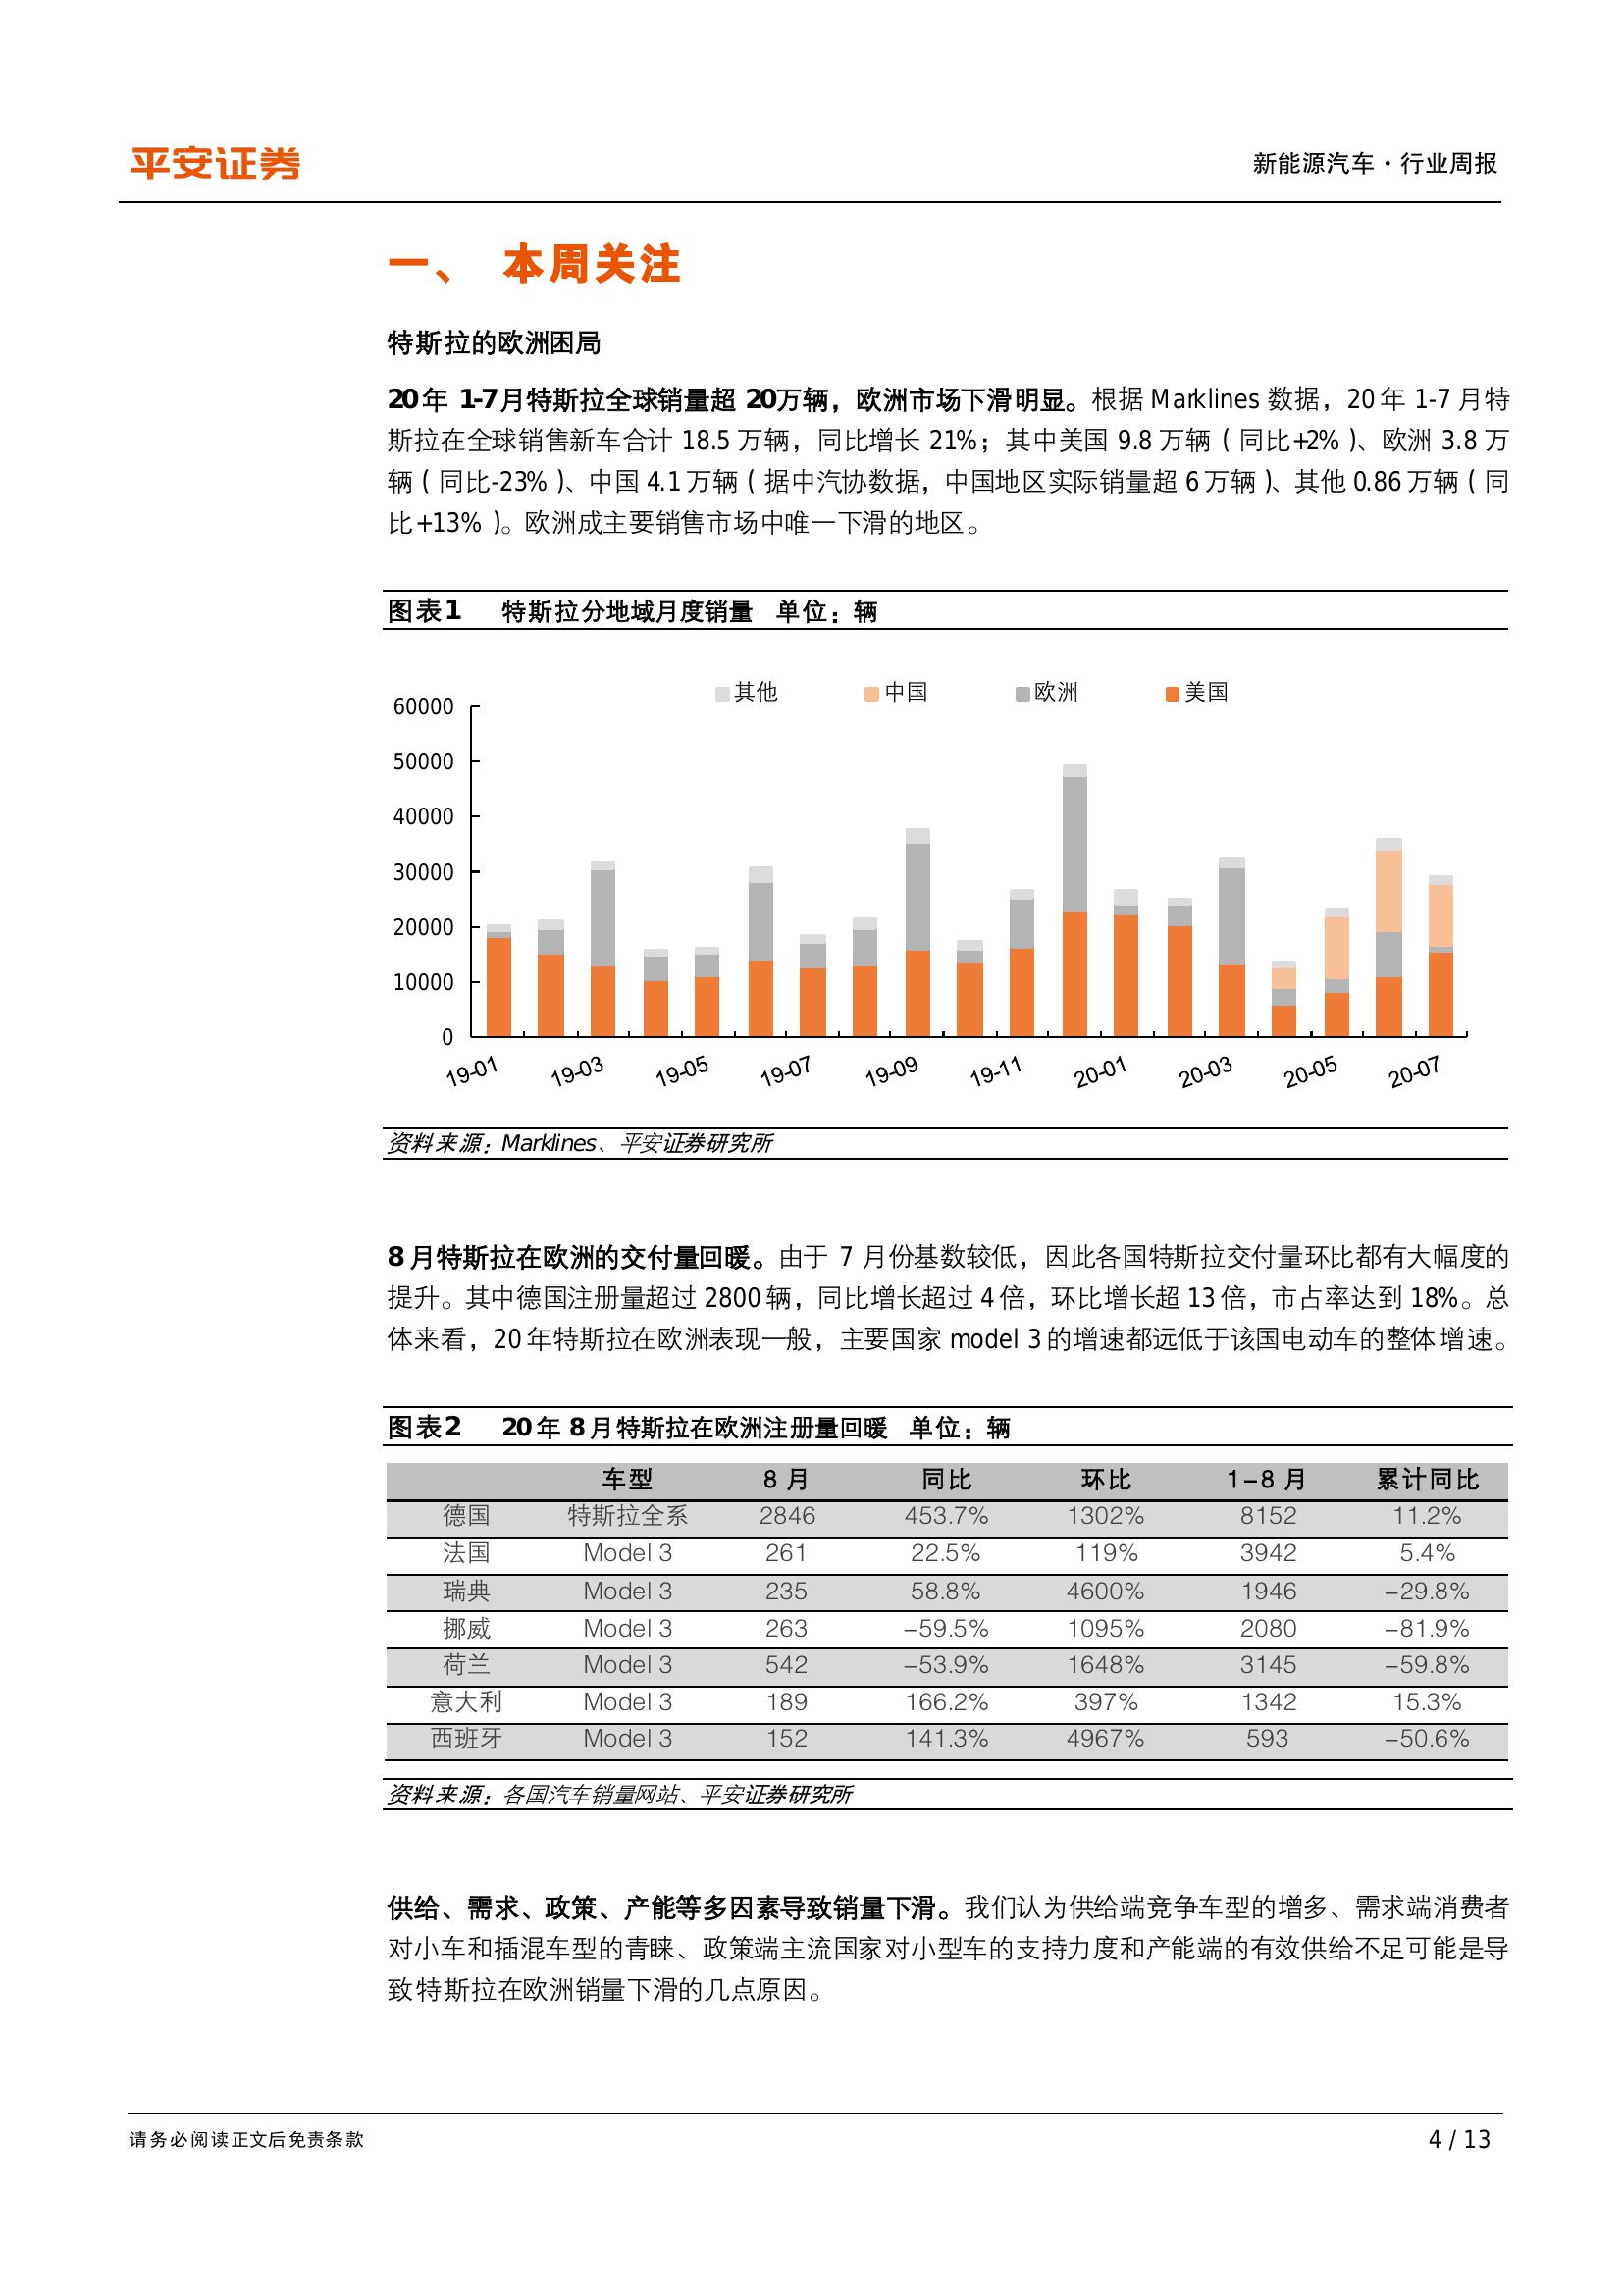 平安证券
新能源汽车·行业周报
一、 本周关注
特斯拉的欧洲困局
20年 1-7月特斯拉全球销量超 20万辆，欧洲市场下滑明显。根据 Marklines 数据，20年 1-7 月特
斯拉在全球销售新车合计 18.5 万辆，同比增长 21%；其中美国 9.8 万辆（同比+2%）、欧洲 3.8 万
辆（同比-23%）、中国 4.1 万辆（据中汽协数据，中国地区实际销量超 6 万辆）、其他 0.86 万辆（同
比+13%）。欧洲成主要销售市场中唯一下滑的地区。
图表1 特斯拉分地域月度销量 单位：辆
其他 中国 欧洲 美国
60000
50000
40000
30000
20000
10000
0
19-01 19-03 19-05 19-07 19-09 19-11 20-01 20-03 20-05 20-07
资料来源：Marklines、平安证券研究所
8 月特斯拉在欧洲的交付量回暖。由于 7 月份基数较低，因此各国特斯拉交付量环比都有大幅度的
提升。其中德国注册量超过 2800 辆，同比增长超过 4 倍，环比增长超 13 倍，市占率达到 18%。总
体来看，20 年特斯拉在欧洲表现一般，主要国家 model 3 的增速都远低于该国电动车的整体增速。
图表2 20 年 8 月特斯拉在欧洲注册量回暖 单位：辆
车型 8 月 同比 环比 1-8 月 累计同比
德国 特斯拉全系 2846 453.7% 1302% 8152 11.2%
法国 Model 3 261 22.5% 119% 3942 5.4%
瑞典 Model 3 235 58.8% 4600% 1946 -29.8%
挪威 Model 3 263 -59.5% 1095% 2080 -81.9%
荷兰 Model 3 542 -53.9% 1648% 3145 -59.8%
意大利 Model 3 189 166.2% 397% 1342 15.3%
西班牙 Model 3 152 141.3% 4967% 593 -50.6%
资料来源：各国汽车销量网站、平安证券研究所
供给、需求、政策、产能等多因素导致销量下滑。我们认为供给端竞争车型的增多、需求端消费者
对小车和插混车型的青睐、政策端主流国家对小型车的支持力度和产能端的有效供给不足可能是导
致特斯拉在欧洲销量下滑的几点原因。
请务必阅读正文后免责条款
4 / 13